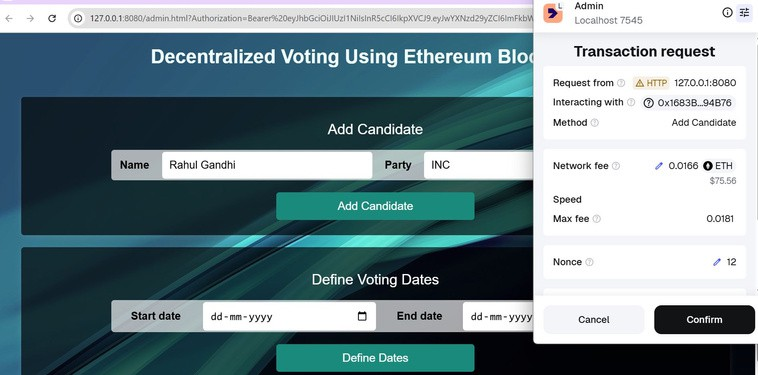 127.0.0.1:8080/admin.html?Authorization=Bearer%20eyJhbGciOiJIUzI1NiIsInR5cCI6IkpXVCJ9.eyJwYXNzd29yZCI6ImFkbW
Decentralized Voting Using Ethereum Bloc
Add Candidate
Name Rahul Gandhi Party INC
Add Candidate
Define Voting Dates
Start date dd-mm-yyyy End date dd-mm-yyyy
Define Dates
L
Admin
Localhost 7545
Transaction request
Request from HTTP 127.0.0.1:8080
Interacting with 0x1683B...94B76
Method Add Candidate
Network fee 0.0166 ETH
$75.56
Speed
Max fee 0.0181
Nonce 12
Cancel Confirm